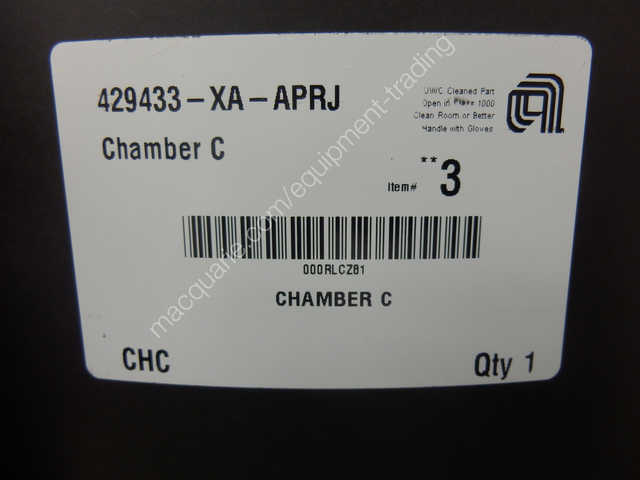 429433-XA-APRJ
UWC Cleaned Part
Open in 1000
Clean Room or Better
Handle with Gloves
Chamber C
Item# **3
000RLCZ81
CHAMBER C
CHC
Qty 1
macquarie.com/equipment-trading